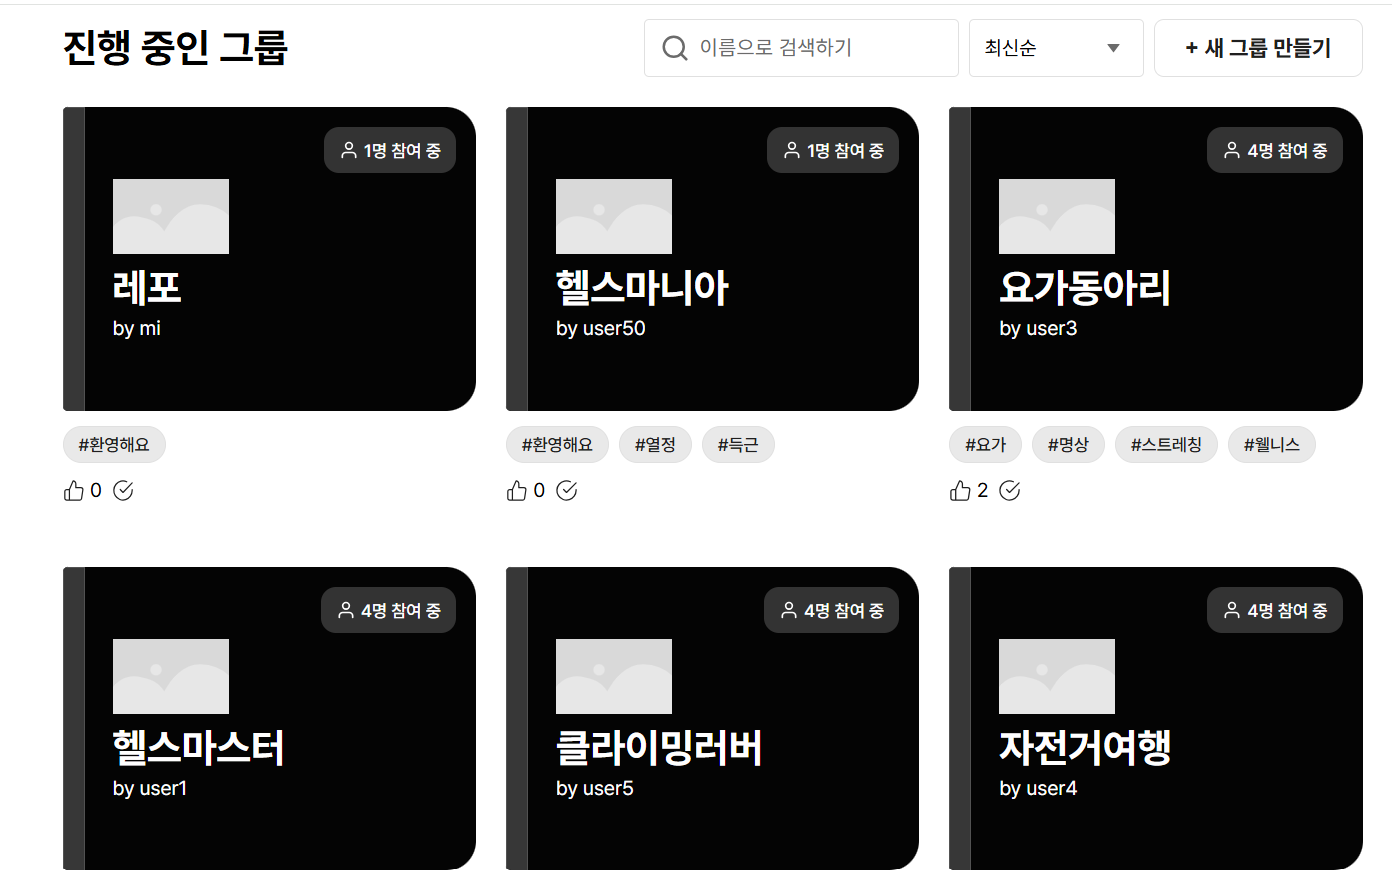 진행 중인 그룹
이름으로 검색하기
최신순
+ 새 그룹 만들기
1명 참여 중
레포
by mi
#환영해요
0
1명 참여 중
헬스마니아
by user50
#환영해요 #열정 #득근
0
4명 참여 중
요가동아리
by user3
#요가 #명상 #스트레칭 #웰니스
2
4명 참여 중
헬스마스터
by user1
4명 참여 중
클라이밍러버
by user5
4명 참여 중
자전거여행
by user4